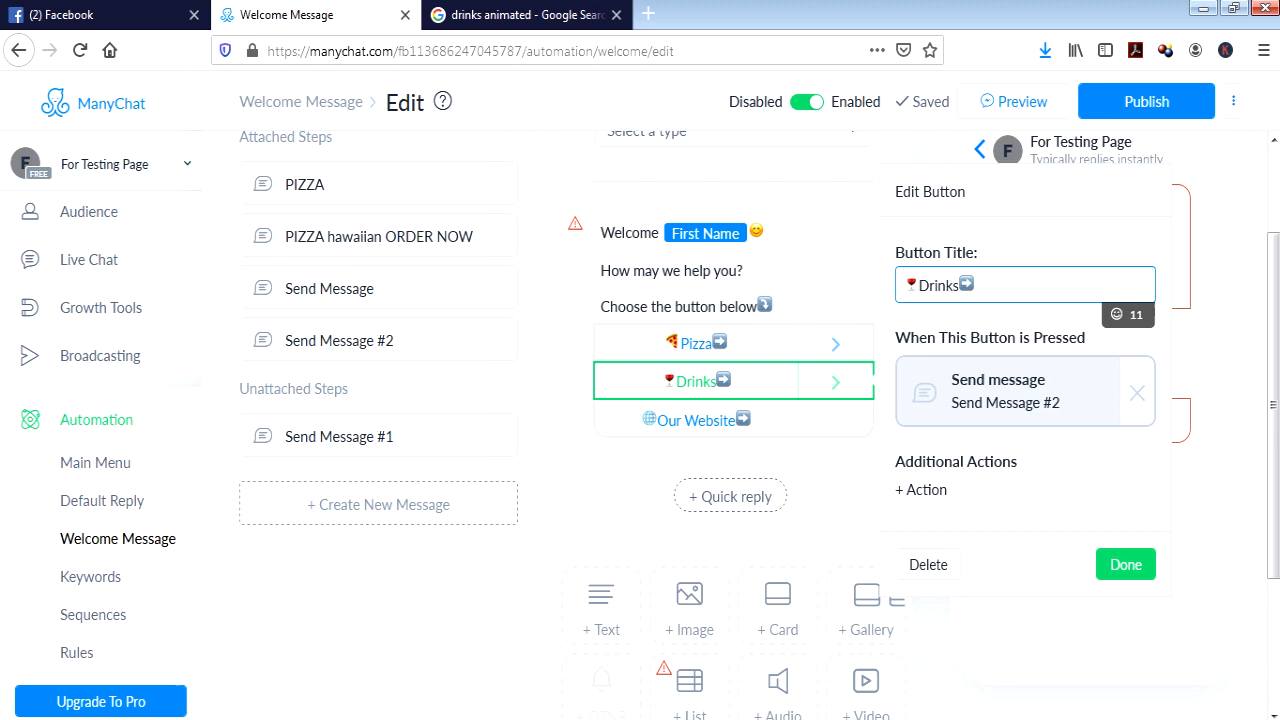 (2) Facebook
Welcome Message
drinks animated - Google Searc
https://manychat.com/fb113686247045787/automation/welcome/edit
ManyChat
Welcome Message
Edit
Disabled
Enabled
Saved
Preview
Publish
F
FREE
For Testing Page
Audience
Live Chat
Growth Tools
Broadcasting
Automation
Main Menu
Default Reply
Welcome Message
Keywords
Sequences
Rules
Upgrade To Pro
Attached Steps
PIZZA
PIZZA hawaiian ORDER NOW
Send Message
Send Message #2
Unattached Steps
Send Message #1
+ Create New Message
Select a type
Welcome First Name 😊
How may we help you?
Choose the button below⤵️
🍕Pizza➡️
🍷Drinks➡️
🌐Our Website➡️
+ Quick reply
+ Text
+ Image
+ Card
+ Gallery
+ List
+ Audio
+ Video
F
For Testing Page
Typically replies instantly
Edit Button
Button Title:
🍷Drinks➡️
11
When This Button is Pressed
Send message
Send Message #2
Additional Actions
+ Action
Delete
Done